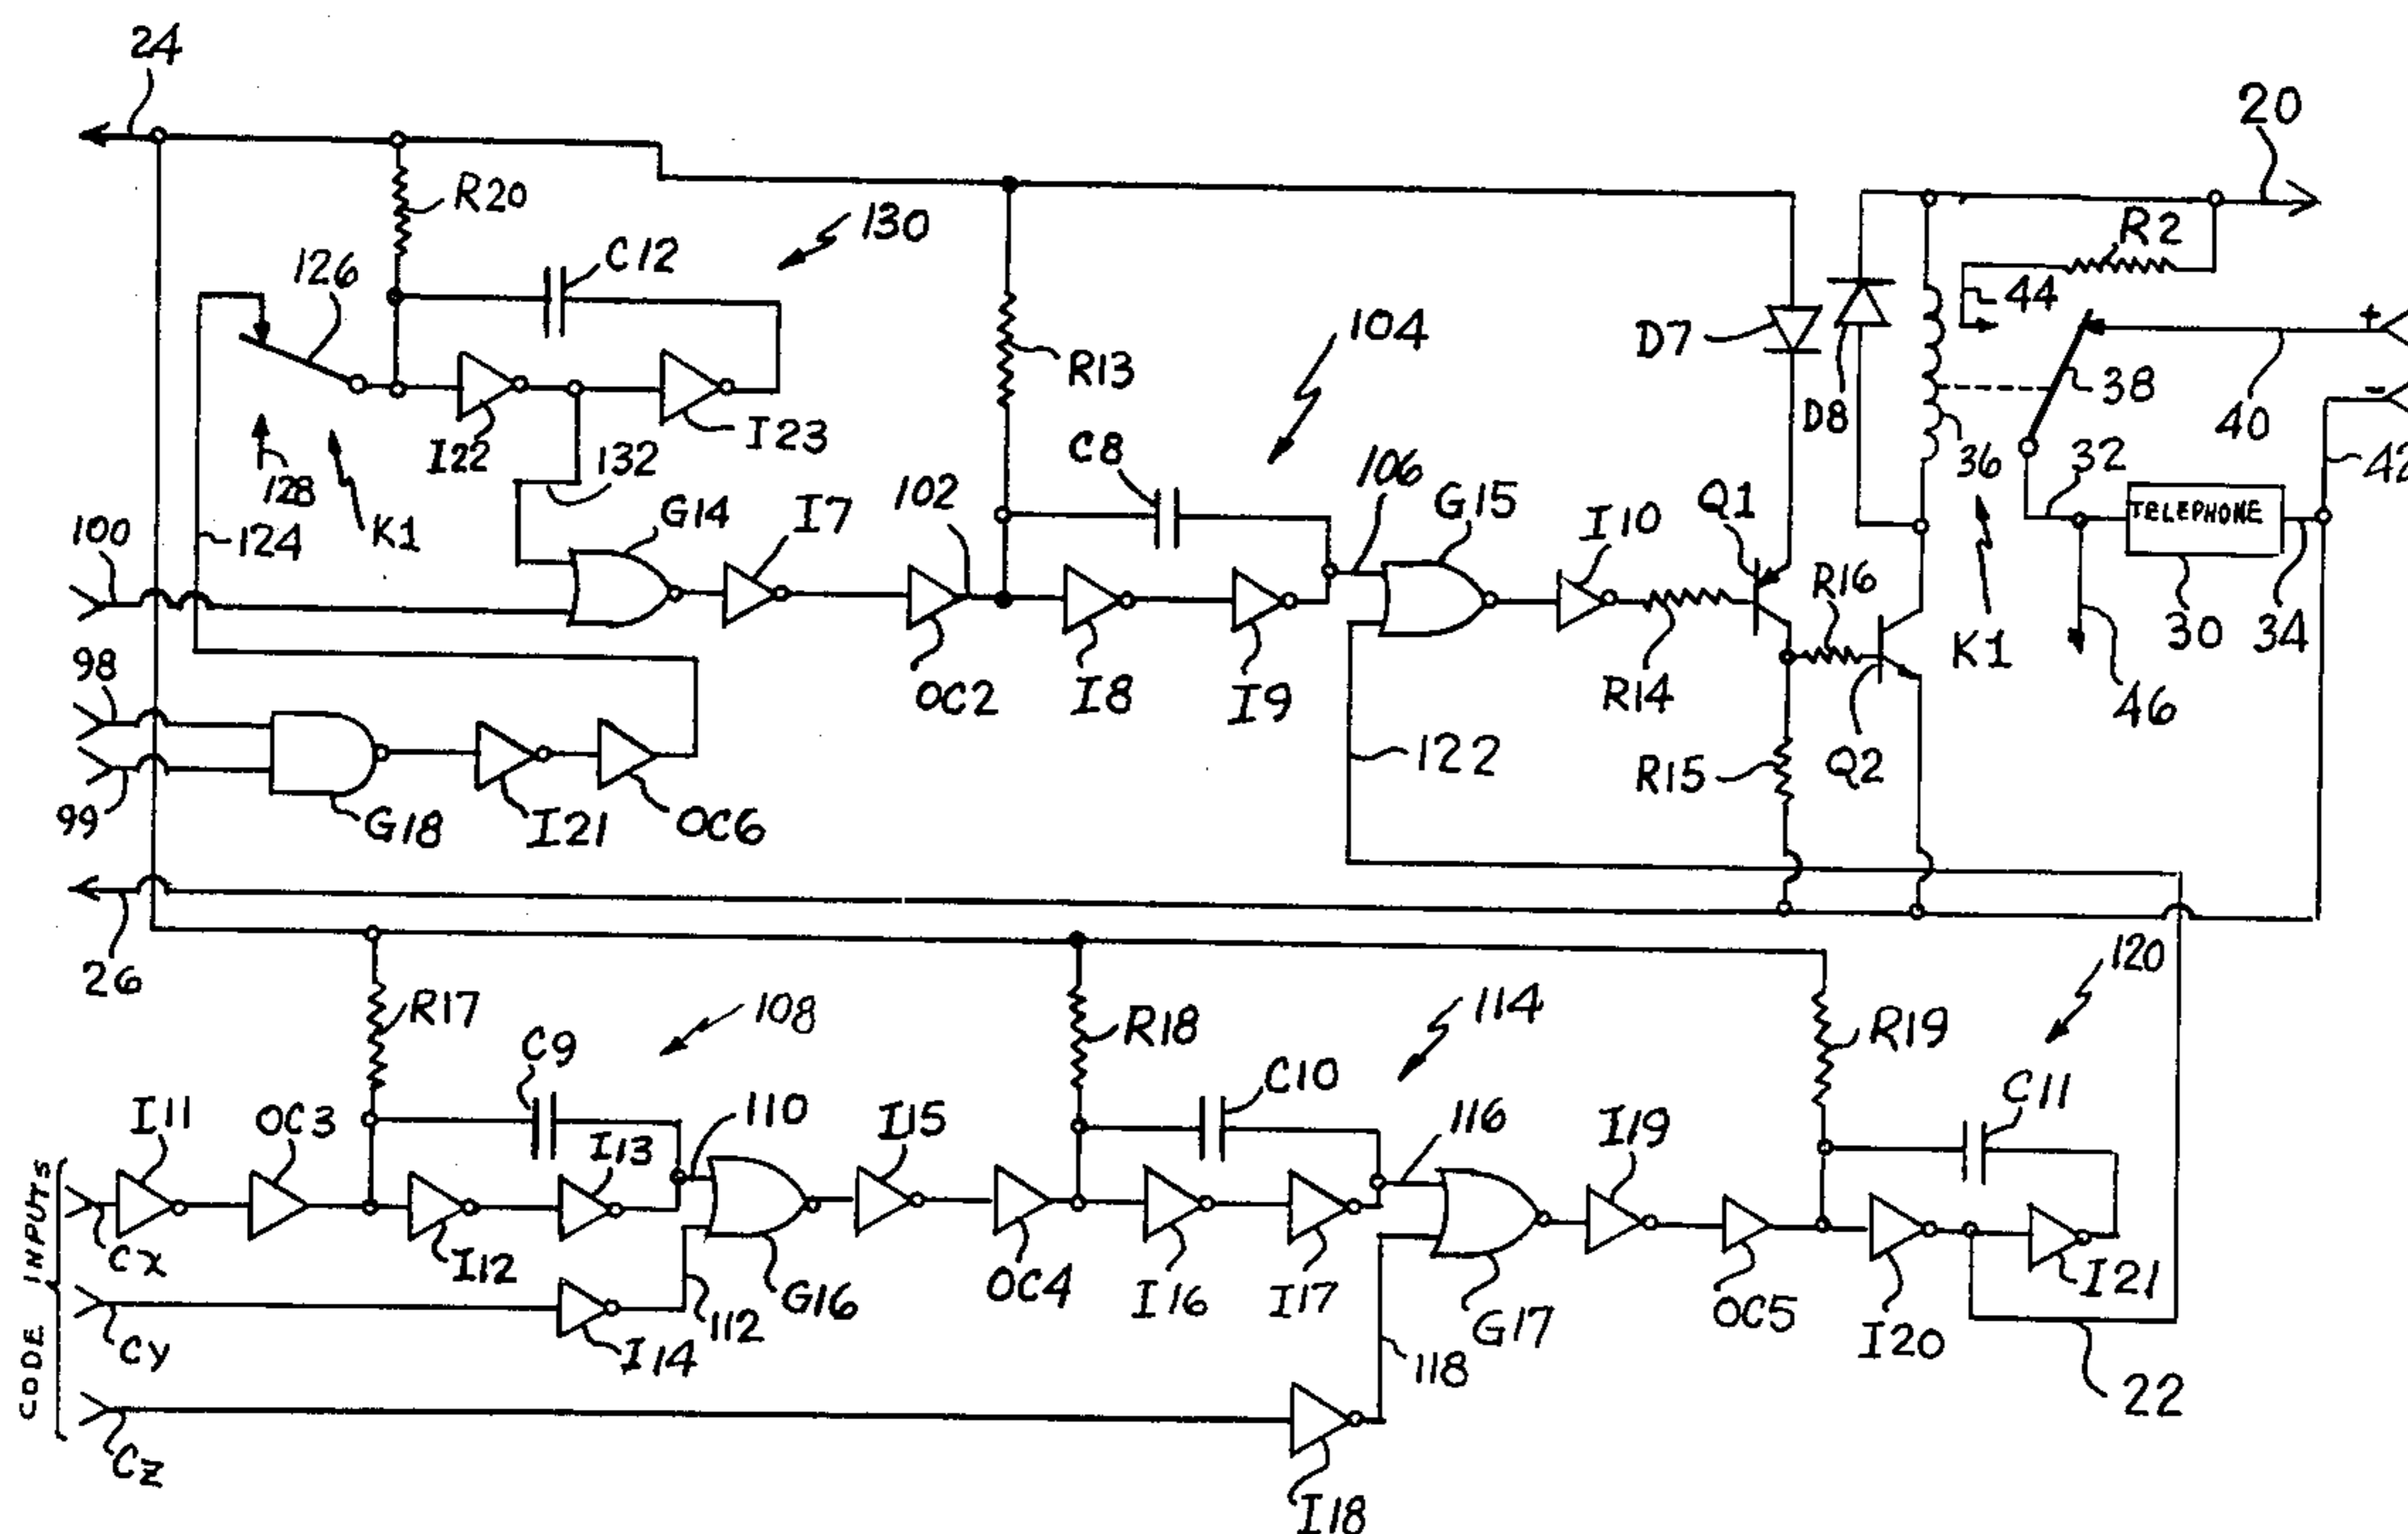 24
20
R20
130
R2
C12
126
44
+
104
D7
R13
-
38
D8
40
I22
I23
C8
132
106
36
32
42
128
102
G15
Q1
100
G14
I7
I10
TELEPHONE
124
K1
R16
98
30
34
OC2
I8
I9
R14
K1
46
122
R15
Q2
99
G18
I21
OC6
26
120
R17
108
R18
114
R19
C9
C10
C11
I11
OC3
I13
110
I15
116
I19
CODE INPUTS
Cx
I12
G16
OC4
I16
I17
G17
OC5
I20
I21
Cy
I14
112
118
22
Cz
I18